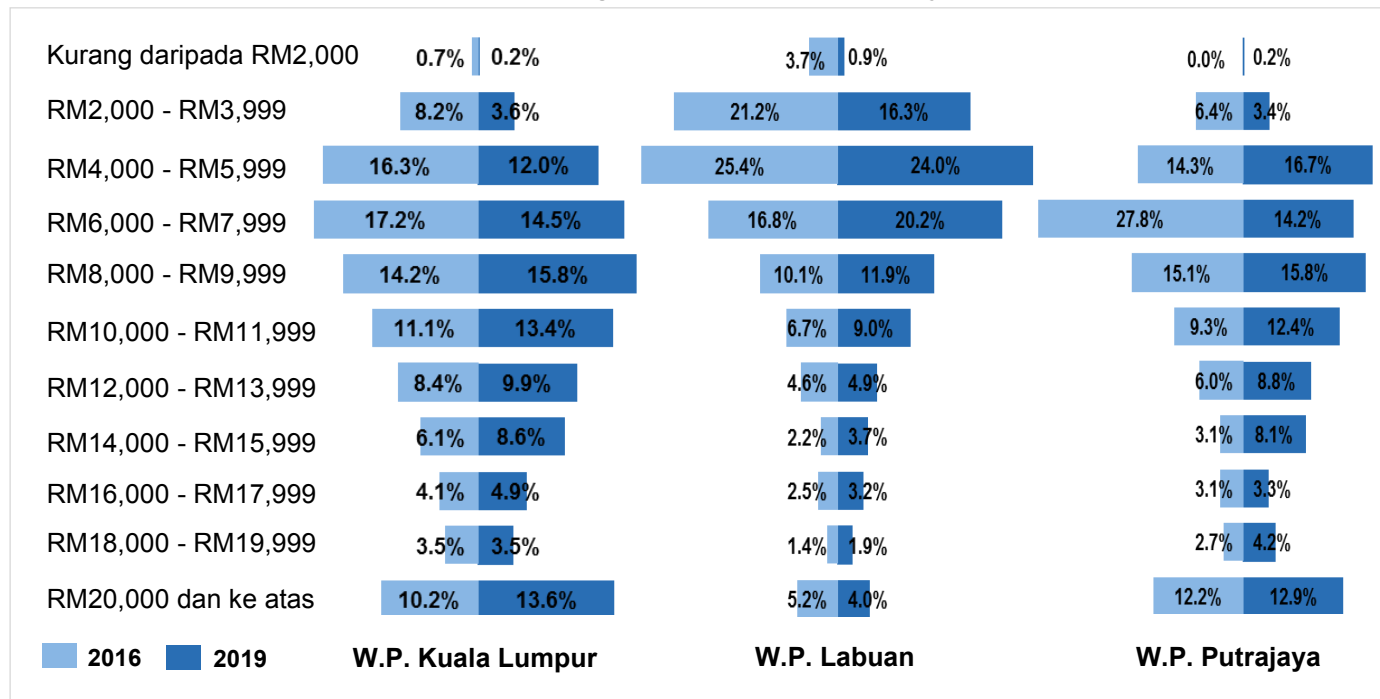 Kurang daripada RM2,000 0.7% 0.2% 3.7% 0.9% 0.0% 0.2%
RM2,000 - RM3,999 8.2% 3.6% 21.2% 16.3% 6.4% 3.4%
RM4,000 - RM5,999 16.3% 12.0% 25.4% 24.0% 14.3% 16.7%
RM6,000 - RM7,999 17.2% 14.5% 16.8% 20.2% 27.8% 14.2%
RM8,000 - RM9,999 14.2% 15.8% 10.1% 11.9% 15.1% 15.8%
RM10,000 - RM11,999 11.1% 13.4% 6.7% 9.0% 9.3% 12.4%
RM12,000 - RM13,999 8.4% 9.9% 4.6% 4.9% 6.0% 8.8%
RM14,000 - RM15,999 6.1% 8.6% 2.2% 3.7% 3.1% 8.1%
RM16,000 - RM17,999 4.1% 4.9% 2.5% 3.2% 3.1% 3.3%
RM18,000 - RM19,999 3.5% 3.5% 1.4% 1.9% 2.7% 4.2%
RM20,000 dan ke atas 10.2% 13.6% 5.2% 4.0% 12.2% 12.9%
2016 2019 W.P. Kuala Lumpur W.P. Labuan W.P. Putrajaya